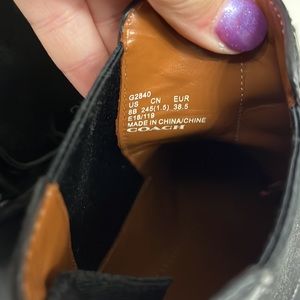 G2840
US CN EUR
8B 245(1.5) 38.5
E18/119
MADE IN CHINA/CHINE
COACH